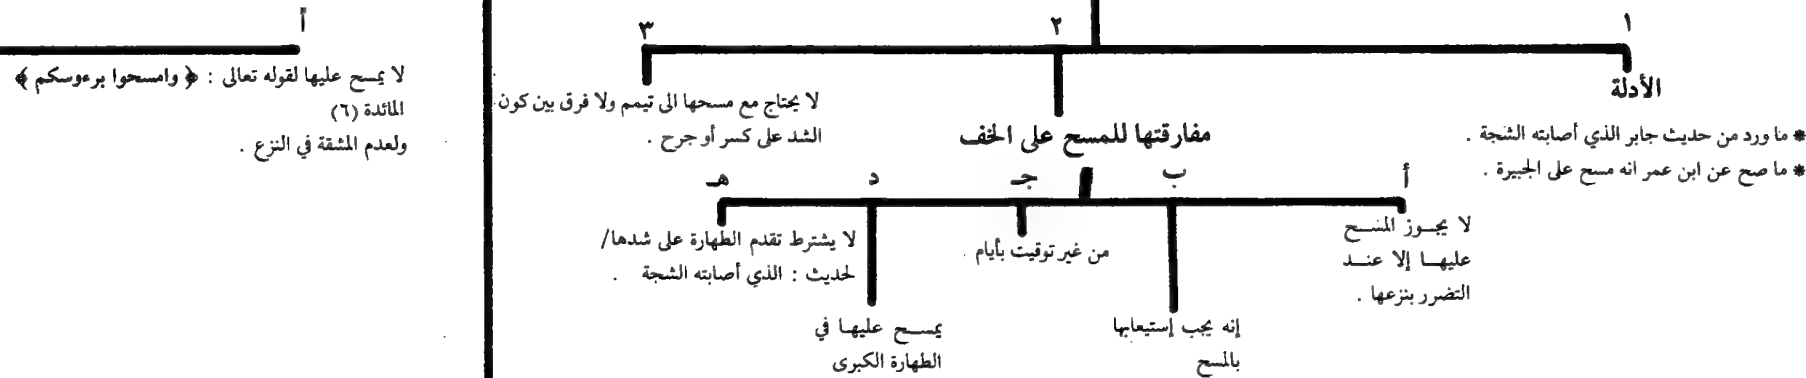 ١
الأدلة
* ما ورد من حديث جابر الذي أصابته الشجة .
* ما صح عن ابن عمر انه مسح على الجبيرة .
٢
مفارقتها للمسح على الخف
أ
لا يجوز المسح
عليها إلا عند
التضرر بنزعها .
ب
إنه يجب إستيعابها
بالمسح
جـ
من غير توقيت بأيام .
د
يمسح عليها في
الطهارة الكبرى
هـ
لا يشترط تقدم الطهارة على شدها/
لحديث : الذي أصابته الشجة .
٣
لا يحتاج مع مسحها الى تيمم ولا فرق بين كون
الشد على كسر أو جرح .
أ
لا يمسح عليها لقوله تعالى : ﴿ وامسحوا برءوسكم ﴾
المائدة (٦)
ولعدم المشقة في النزع .